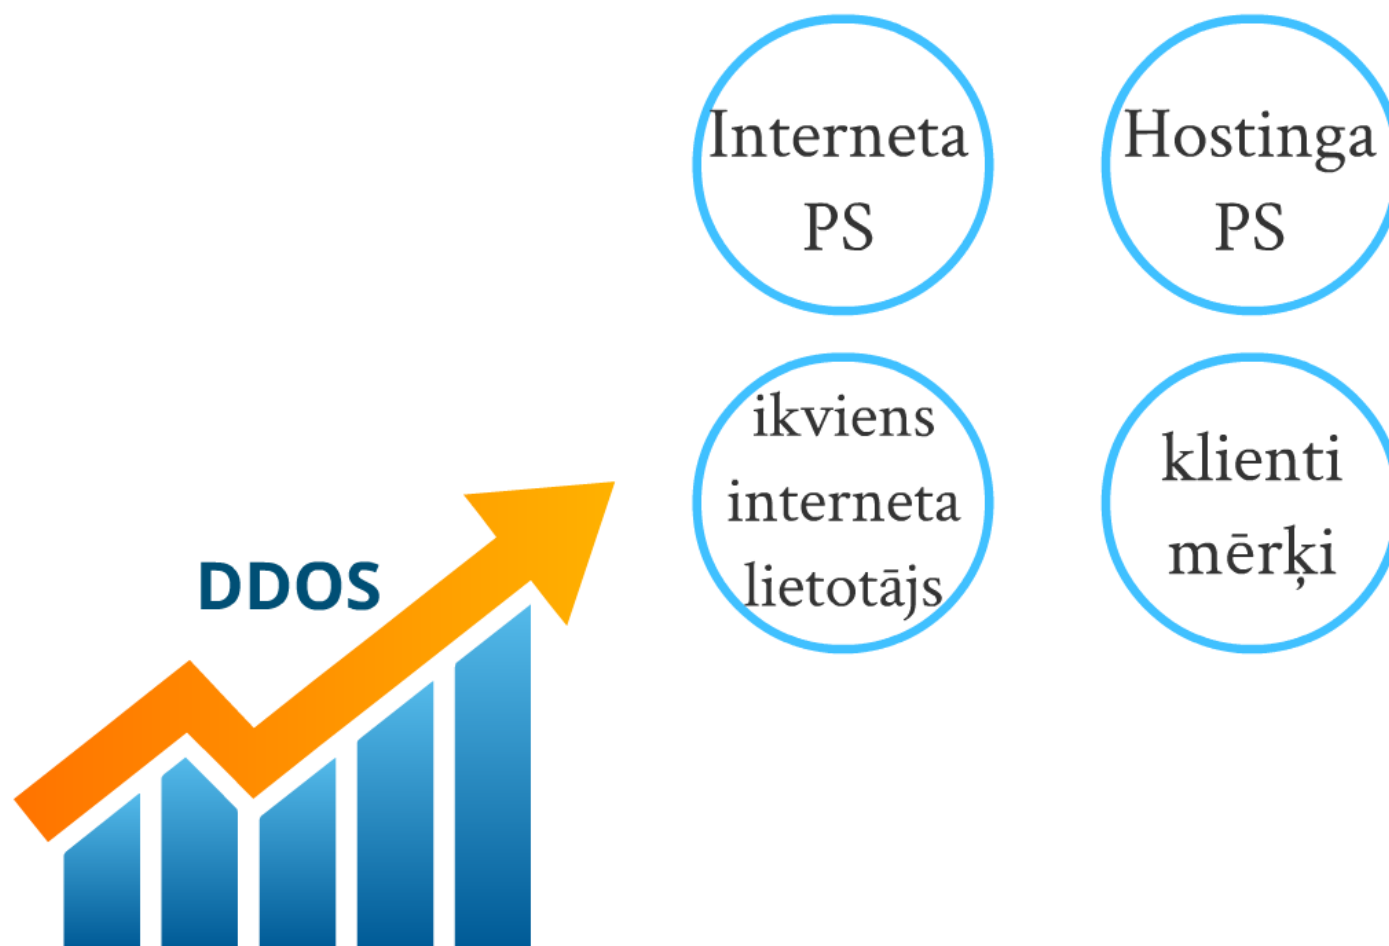 Interneta
PS
Hostinga
PS
ikviens
interneta
lietotājs
klienti
mērķi
DDOS